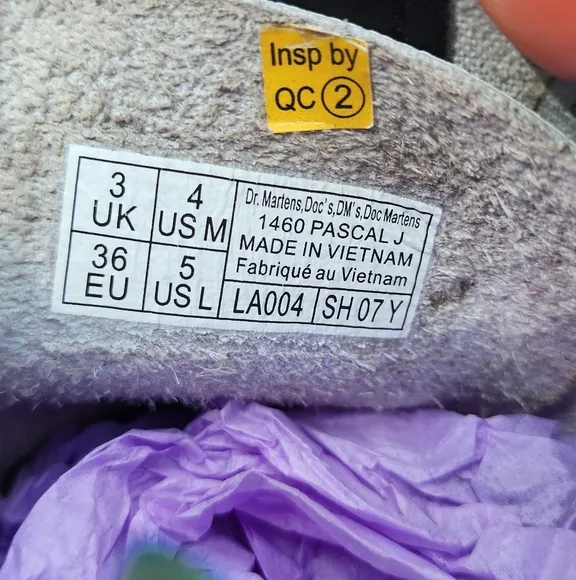 Insp by
QC 2
3
UK
4
US M
36
EU
5
US L
Dr. Martens,Doc's,DM's,Doc Martens
1460 PASCAL J
MADE IN VIETNAM
Fabriqué au Vietnam
LA004
SH 07 Y